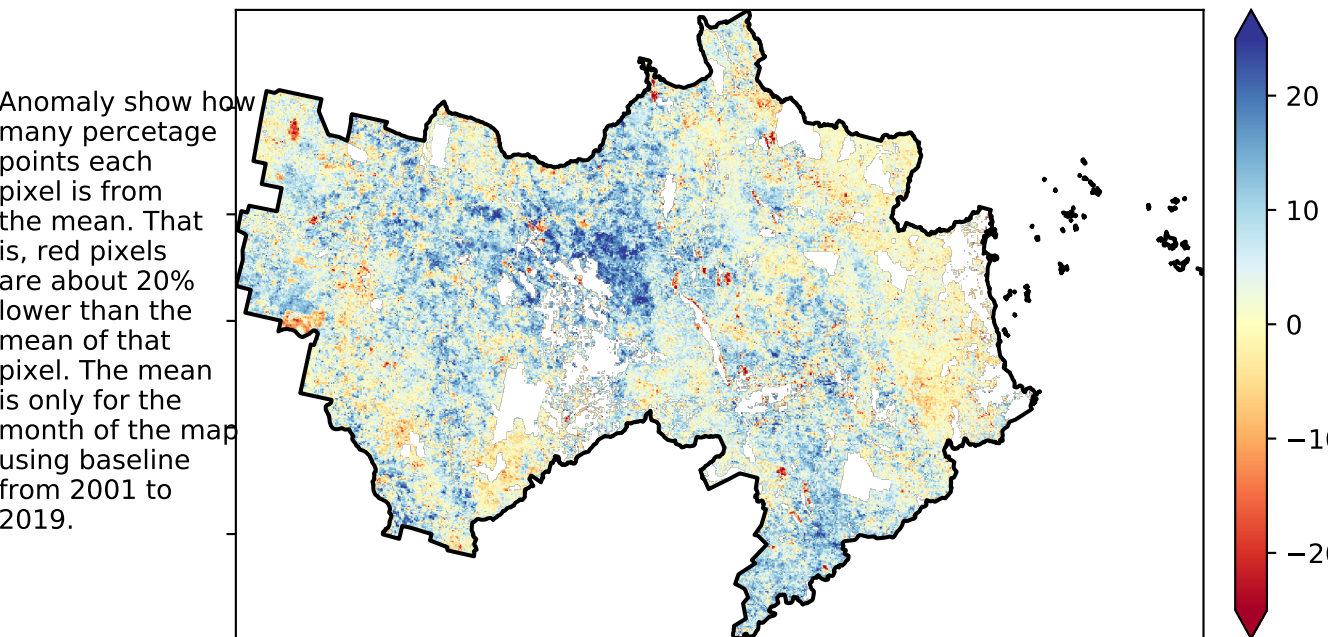 Anomaly show how
many percetage
points each
pixel is from
the mean. That
is, red pixels
are about 20%
lower than the
mean of that
pixel. The mean
is only for the
month of the map
using baseline
from 2001 to
2019.
20
10
0
−10
−20